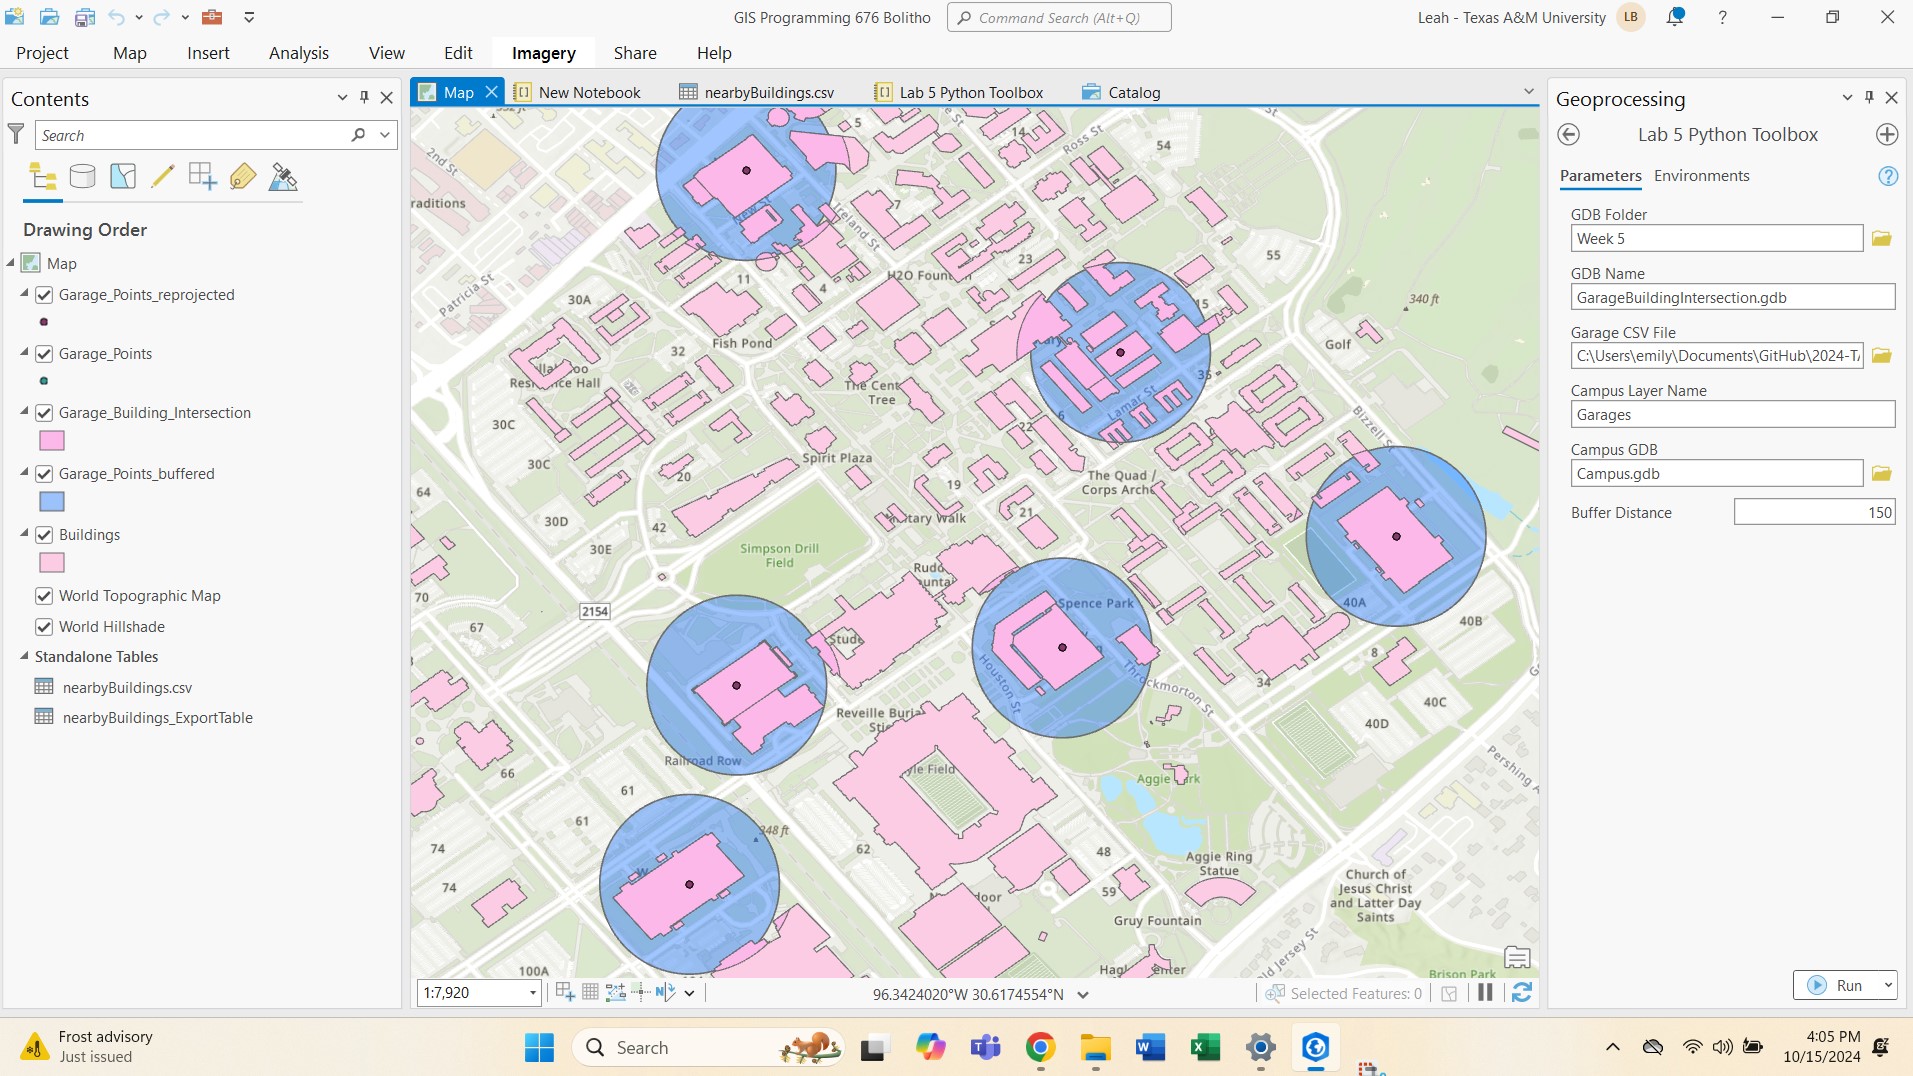 GIS Programming 676 Bolitho
Command Search (Alt+Q)
Leah - Texas A&M University
LB
?
Project
Map
Insert
Analysis
View
Edit
Imagery
Share
Help
Contents
Search
Drawing Order
Map
Garage_Points_reprojected
Garage_Points
Garage_Building_Intersection
Garage_Points_buffered
Buildings
World Topographic Map
World Hillshade
Standalone Tables
nearbyBuildings.csv
nearbyBuildings_ExportTable
Map
New Notebook
nearbyBuildings.csv
Lab 5 Python Toolbox
Catalog
2nd St
raditions
Patricia St
New St
Ireland St
Ross St
5
14
54
7
23
55
11
4
H2O Fount
15
340 ft
30A
32
Fish Pond
Golf
Residence Hall
The Cent
Tree
35
Lamar St
6
Bizzell St
30C
22
30C
Spirit Plaza
The Quad /
Corps Arche
64
20
19
30D
42
itary Walk
21
30E
Simpson Drill
Field
Rudd
untai
70
2154
Spence Park
40A
40B
67
Stude
8
Houston St
Throckmorton St
34
40C
Reveille Burial
Site
40D
Railroad Row
66
yle Field
Aggie Park
Pershing A
61
61
348 ft
62
48
74
Aggie Ring
Statue
74
59
Church of
Jesus Christ
and Latter Day
Saints
door
Gruy Fountain
ld Jersey St
100A
Hag
enter
Brison Park
1:7,920
96.3424020°W 30.6174554°N
Selected Features: 0
Geoprocessing
Lab 5 Python Toolbox
Parameters
Environments
?
GDB Folder
Week 5
GDB Name
GarageBuildingIntersection.gdb
Garage CSV File
C:\Users\emily\Documents\GitHub\2024-TA
Campus Layer Name
Garages
Campus GDB
Campus.gdb
Buffer Distance
150
Run
Frost advisory
Just issued
Search
4:05 PM
10/15/2024